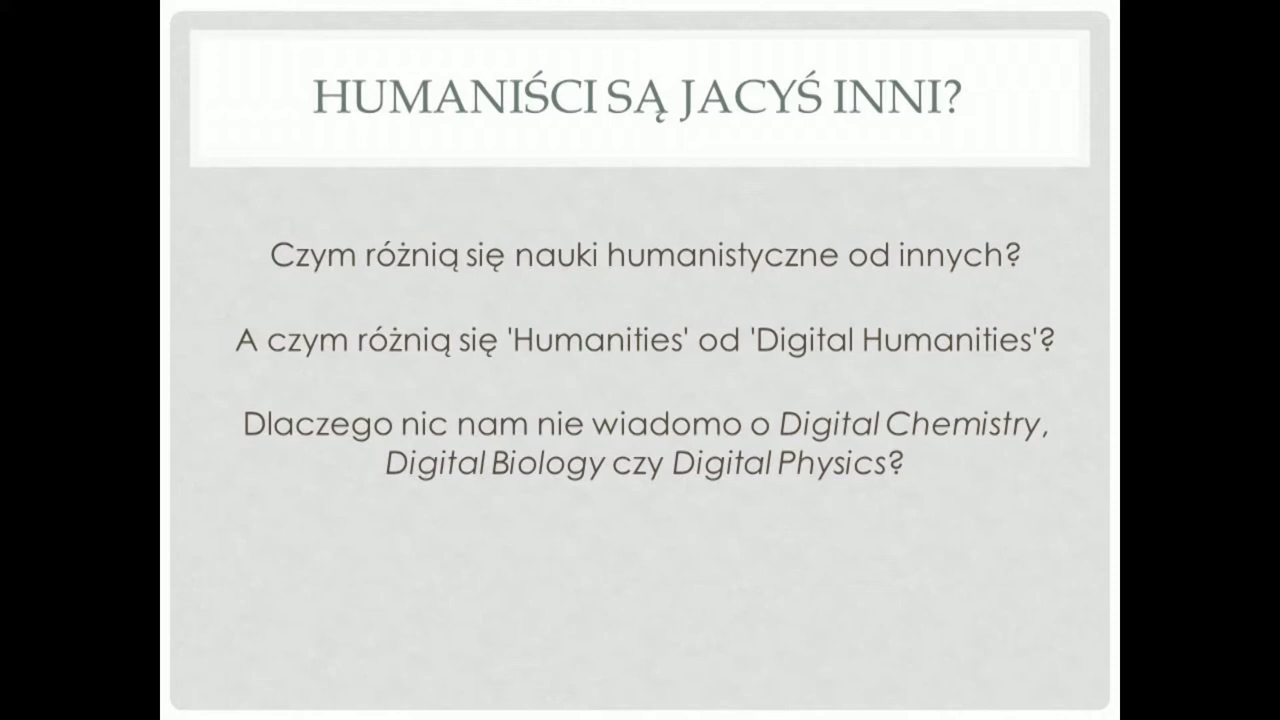 HUMANIŚCI SĄ JACYŚ INNI?
Czym różnią się nauki humanistyczne od innych?
A czym różnią się 'Humanities' od 'Digital Humanities'?
Dlaczego nic nam nie wiadomo o Digital Chemistry,
Digital Biology czy Digital Physics?